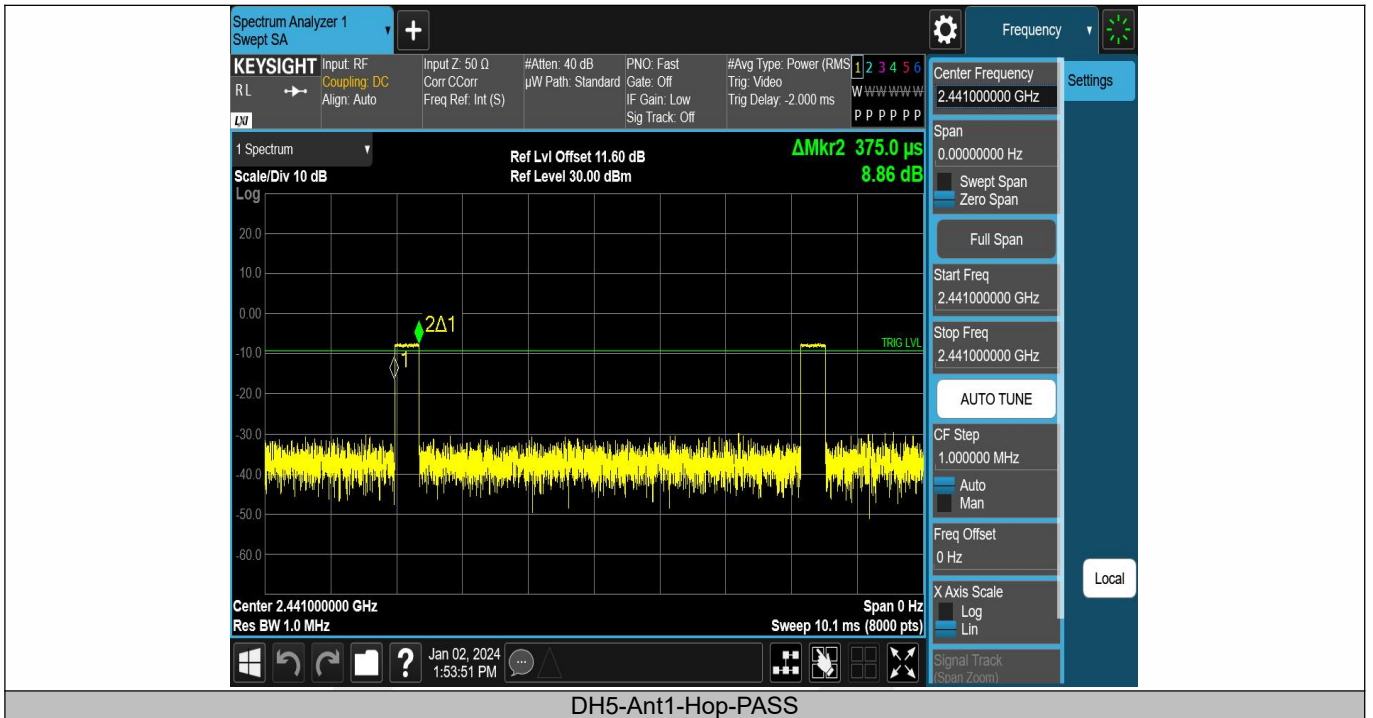 Spectrum Analyzer 1
Swept SA
+
Frequency
KEYSIGHT
RL
LXI
Input: RF
Coupling: DC
Align: Auto
Input Z: 50 Ω
Corr CCorr
Freq Ref: Int (S)
#Atten: 40 dB
µW Path: Standard
PNO: Fast
Gate: Off
IF Gain: Low
Sig Track: Off
#Avg Type: Power (RMS
Trig: Video
Trig Delay: -2.000 ms
1 2 3 4 5 6
W W W W W W
P P P P P P
Center Frequency
2.441000000 GHz
Settings
1 Spectrum
Scale/Div 10 dB
Ref Lvl Offset 11.60 dB
Ref Level 30.00 dBm
ΔMkr2 375.0 µs
8.86 dB
Log
20.0
10.0
0.00
-10.0
-20.0
-30.0
-40.0
-50.0
-60.0
2Δ1
1
TRIG LVL
Center 2.441000000 GHz
Res BW 1.0 MHz
Span 0 Hz
Sweep 10.1 ms (8000 pts)
Span
0.00000000 Hz
Swept Span
Zero Span
Full Span
Start Freq
2.441000000 GHz
Stop Freq
2.441000000 GHz
AUTO TUNE
CF Step
1.000000 MHz
Auto
Man
Freq Offset
0 Hz
X Axis Scale
Log
Lin
Signal Track
(Span Zoom)
Local
?
Jan 02, 2024
1:53:51 PM
DH5-Ant1-Hop-PASS